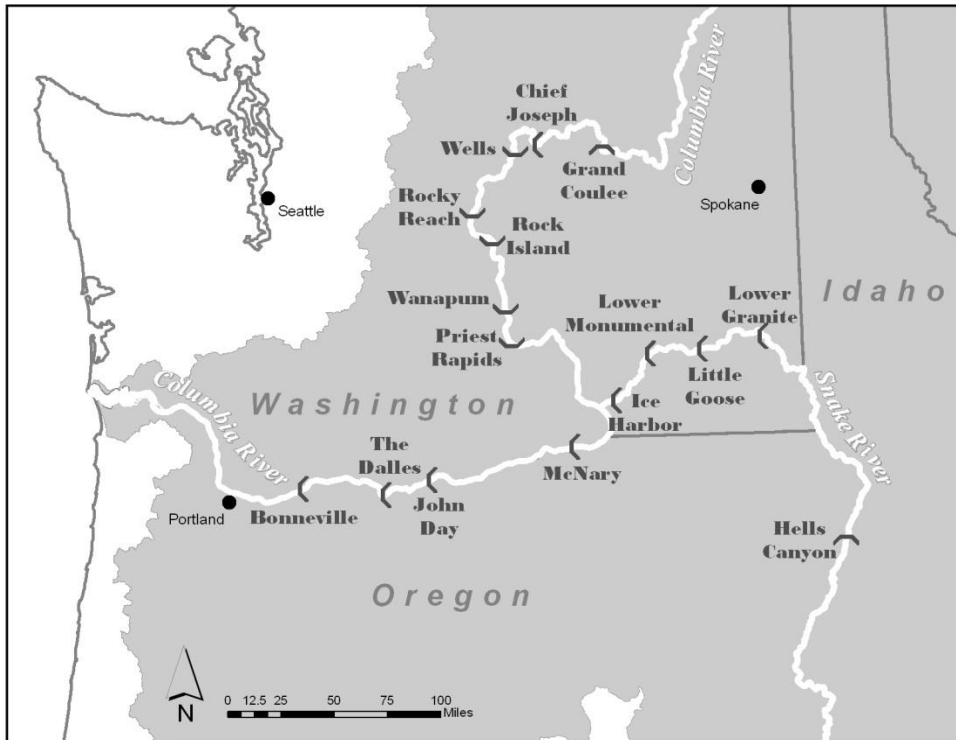 Chief
Joseph
Columbia River
Wells
Grand
Coulee
Spokane
Rocky
Reach
Seattle
Rock
Island
Idaho
Wanapum
Lower
Monumental
Lower
Granite
Priest
Rapids
Little
Goose
Snake River
Columbia River
Washington
Ice
Harbor
The
Dalles
McNary
Portland
Bonneville
John
Day
Hells
Canyon
Oregon
N
0 12.5 25 50 75 100
Miles